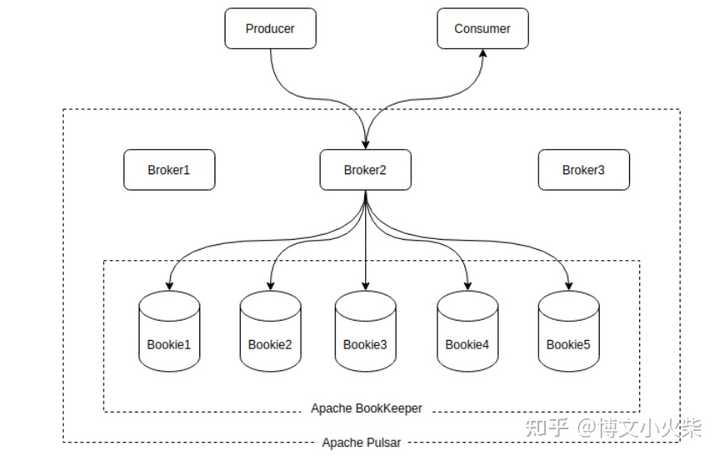 Producer
Consumer
Broker1
Broker2
Broker3
Bookie1
Bookie2
Bookie3
Bookie4
Bookie5
Apache BookKeeper
知乎 @博文小火柴
Apache Pulsar